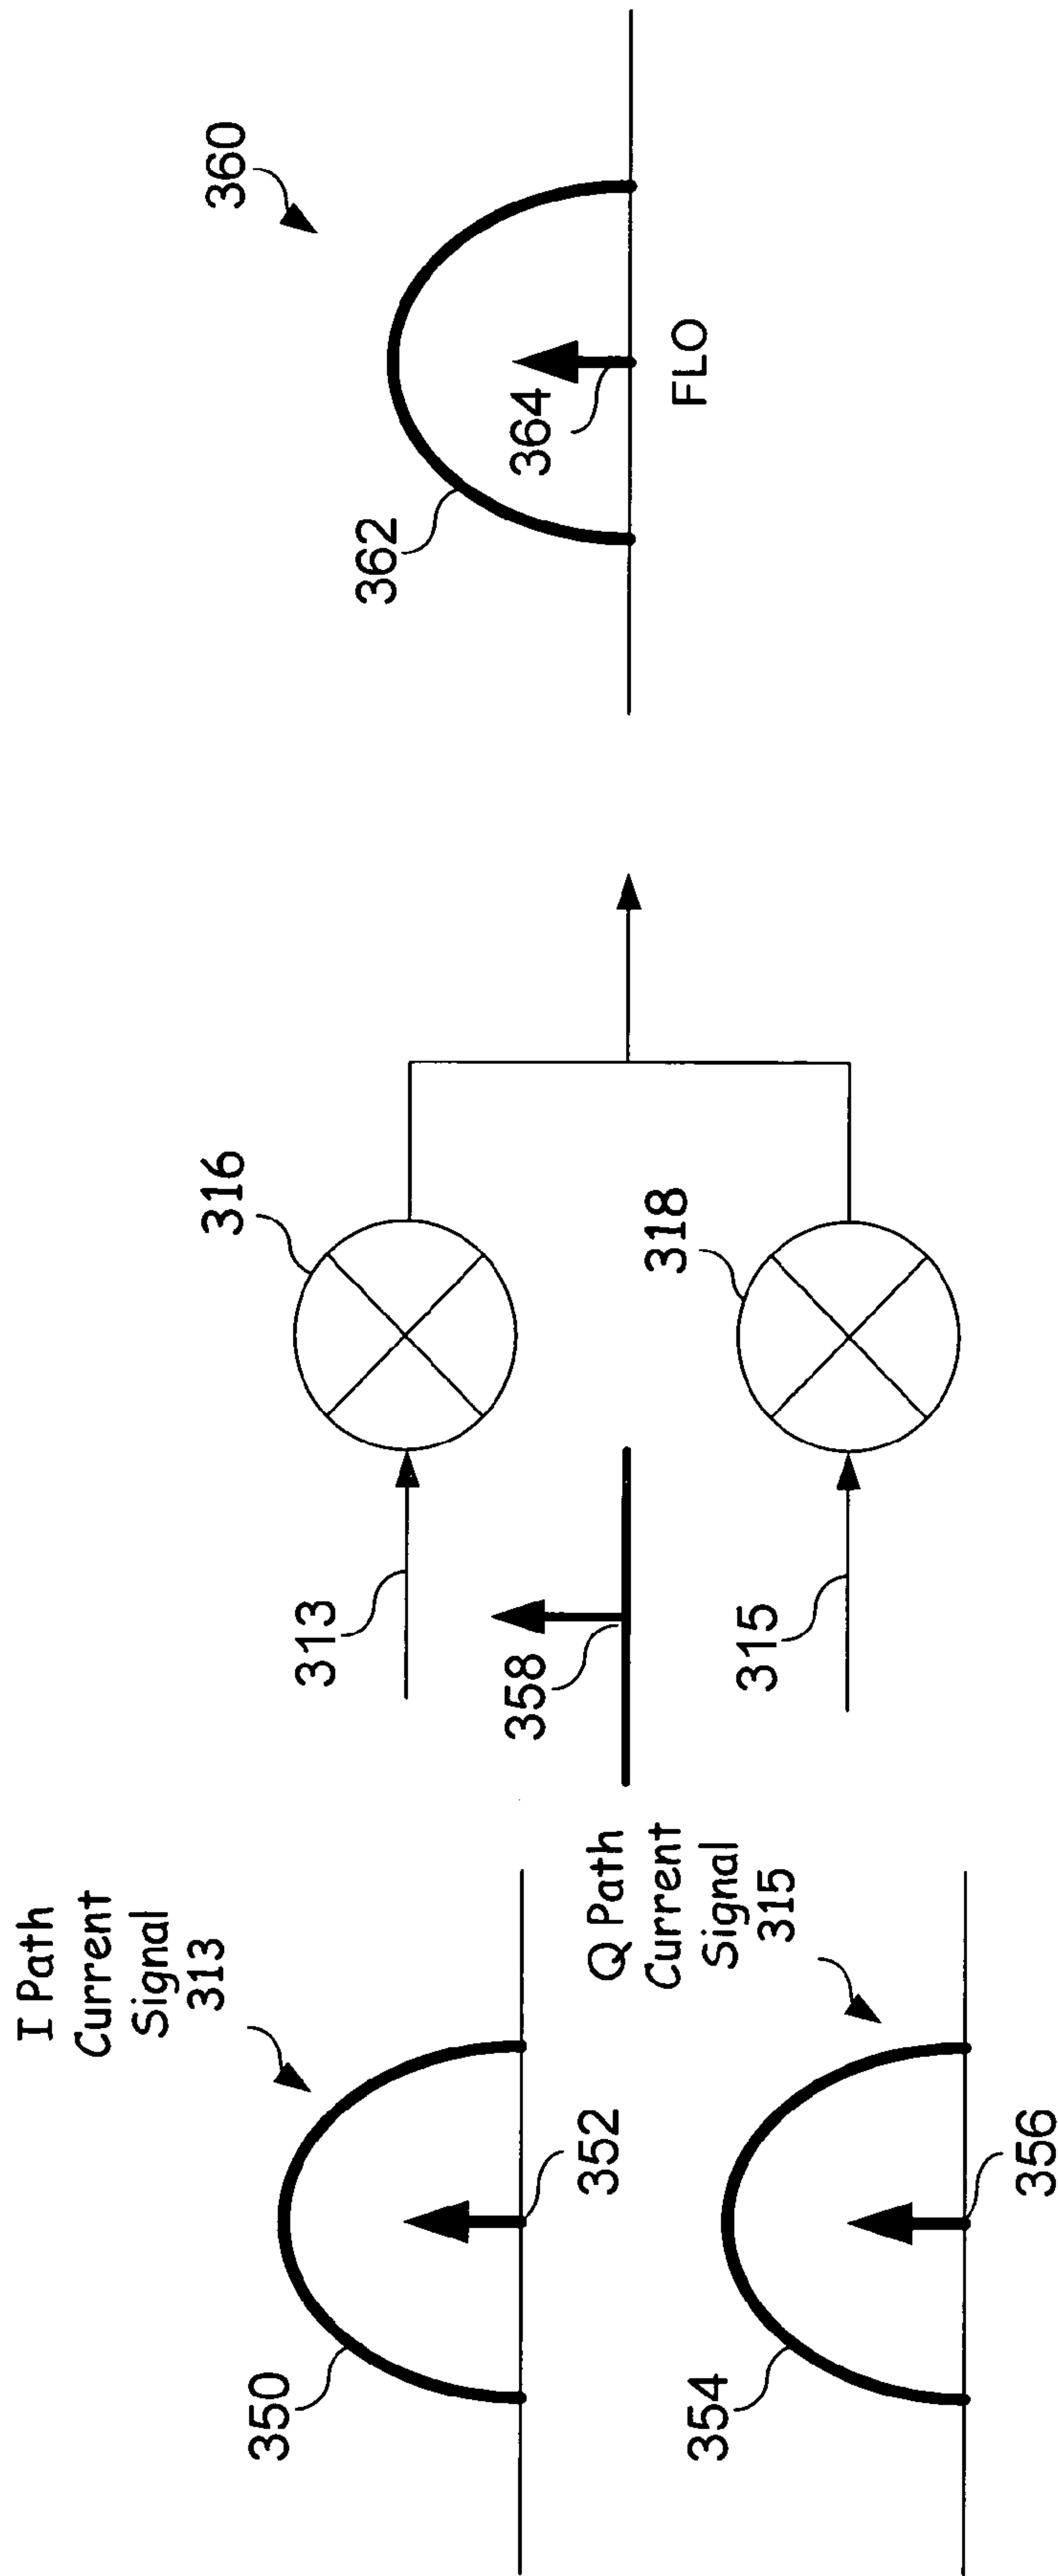 I Path
Current
Signal
313
350
352
Q Path
Current
Signal
315
354
356
313
316
358
315
318
360
362
364
FLO